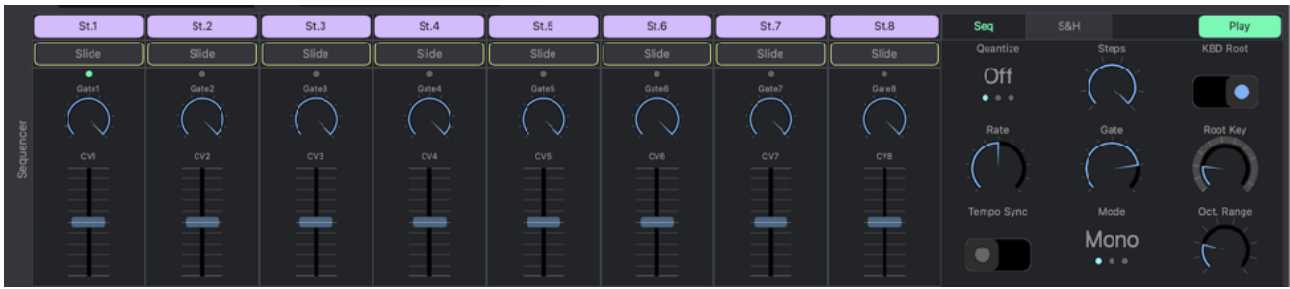 St.1 St.2 St.3 St.4 St.5 St.6 St.7 St.8 Seq S&H Play
Slide Slide Slide Slide Slide Slide Slide Slide Quantize Steps KBD Root
Off
Gate1 Gate2 Gate3 Gate4 Gate5 Gate6 Gate7 Gate8
Sequencer
Rate Gate Root Key
CV1 CV2 CV3 CV4 CV5 CV6 CV7 CV8
Tempo Sync Mode Oct. Range
Mono